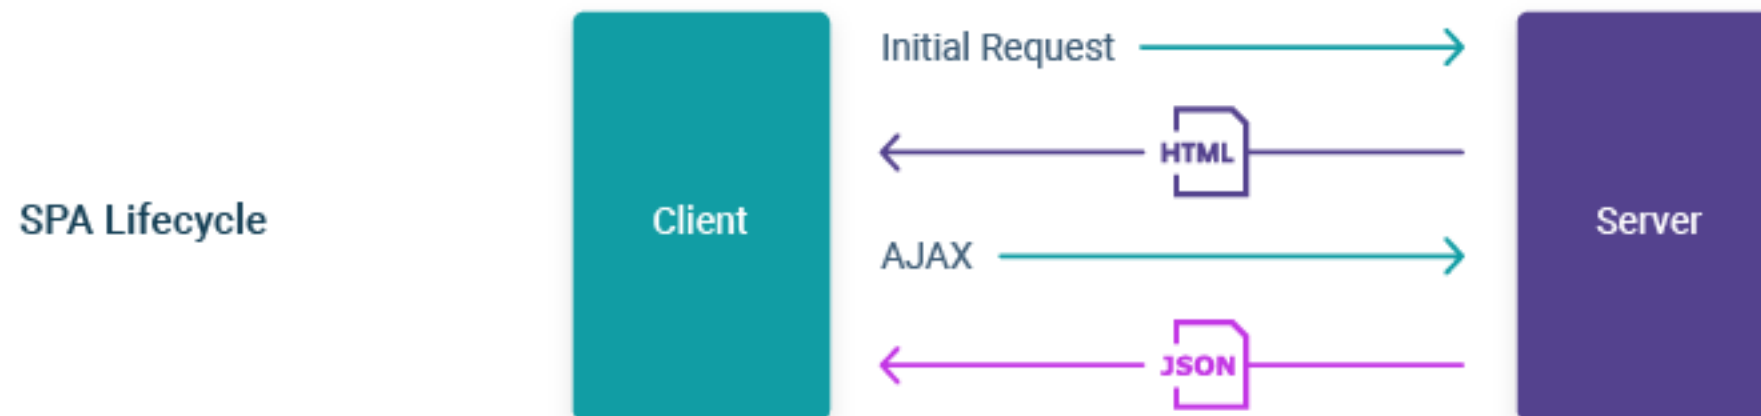 Initial Request
HTML
SPA Lifecycle
Client
Server
AJAX
JSON